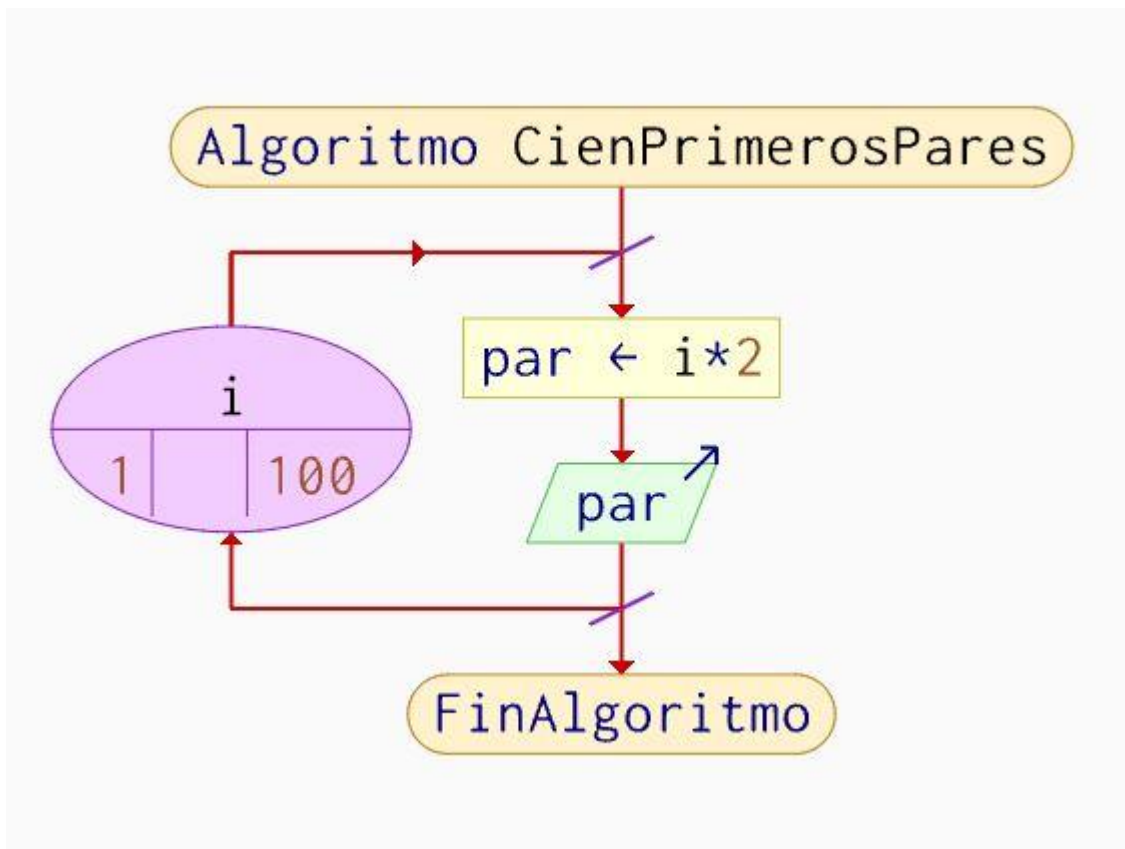 Algoritmo CienPrimerosPares
i
1 100
par ← i*2
par
FinAlgoritmo